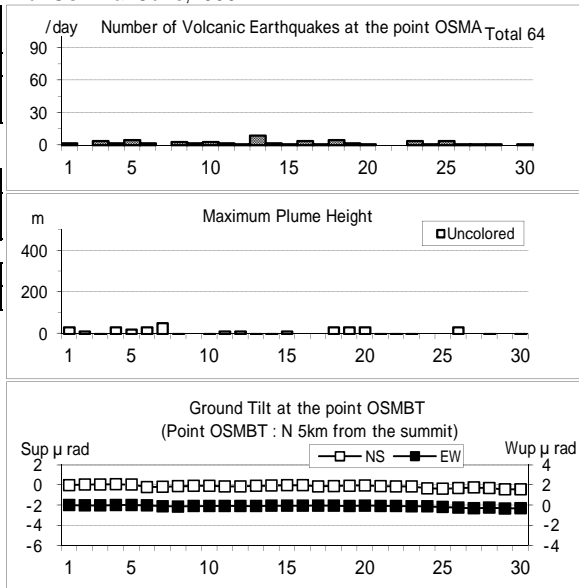 /day Number of Volcanic Earthquakes at the point OSMA Total 64
90
60
30
0
1 5 10 15 20 25 30
m Maximum Plume Height
Uncolored
400
200
0
1 5 10 15 20 25 30
Ground Tilt at the point OSMBT
(Point OSMBT : N 5km from the summit)
Sup μ rad NS EW Wup μ rad
2 4
0 2
-2 0
-4 -2
-6 -4
1 5 10 15 20 25 30